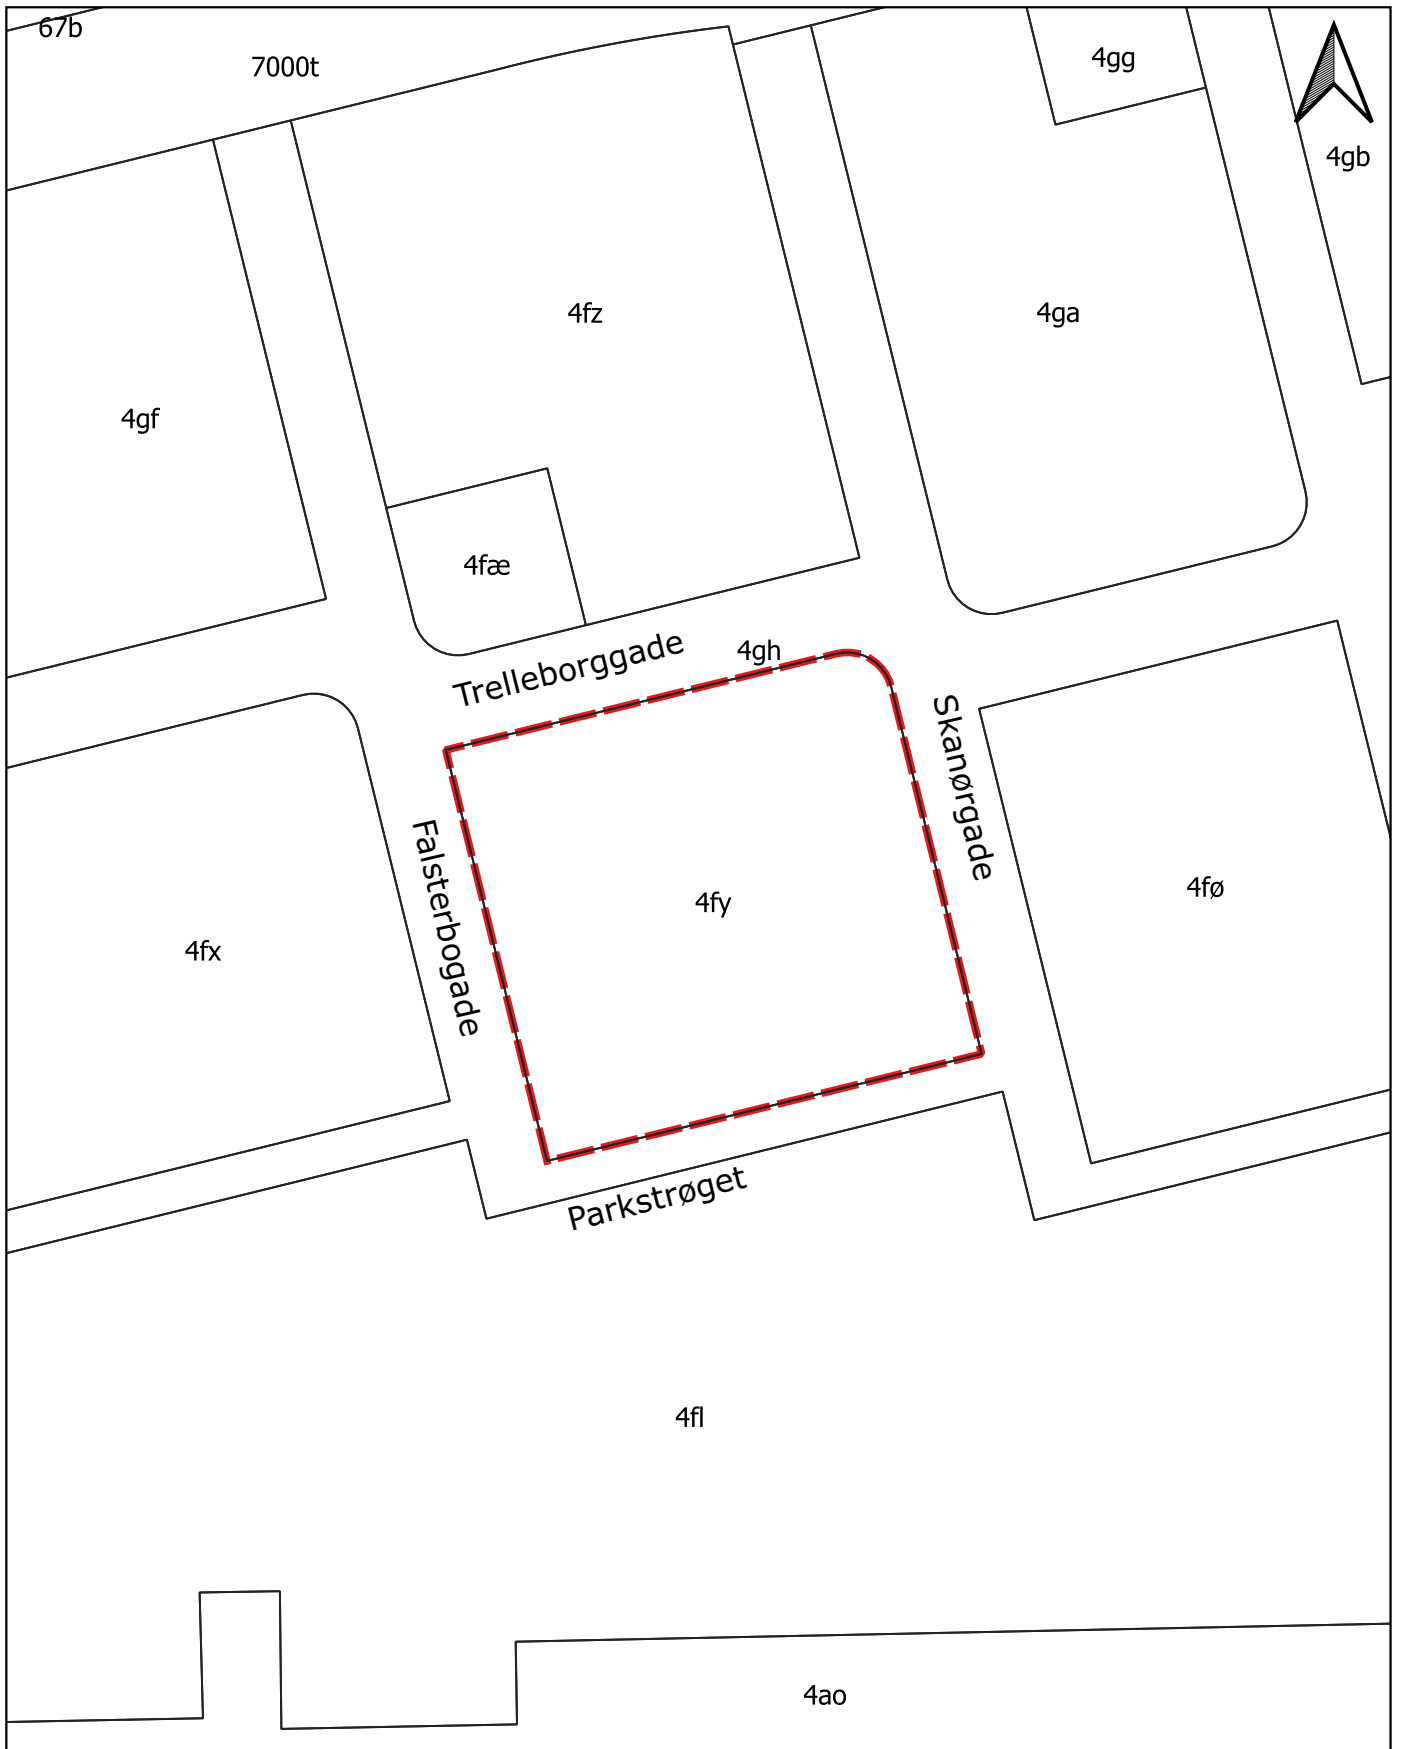 67b
7000t
4gg
4gb
4fz
4ga
4gf
4fæ
Trelleborggade
4gh
Skanørgade
Falsterbogade
4fy
4fø
4fx
Parkstrøget
4fl
4ao